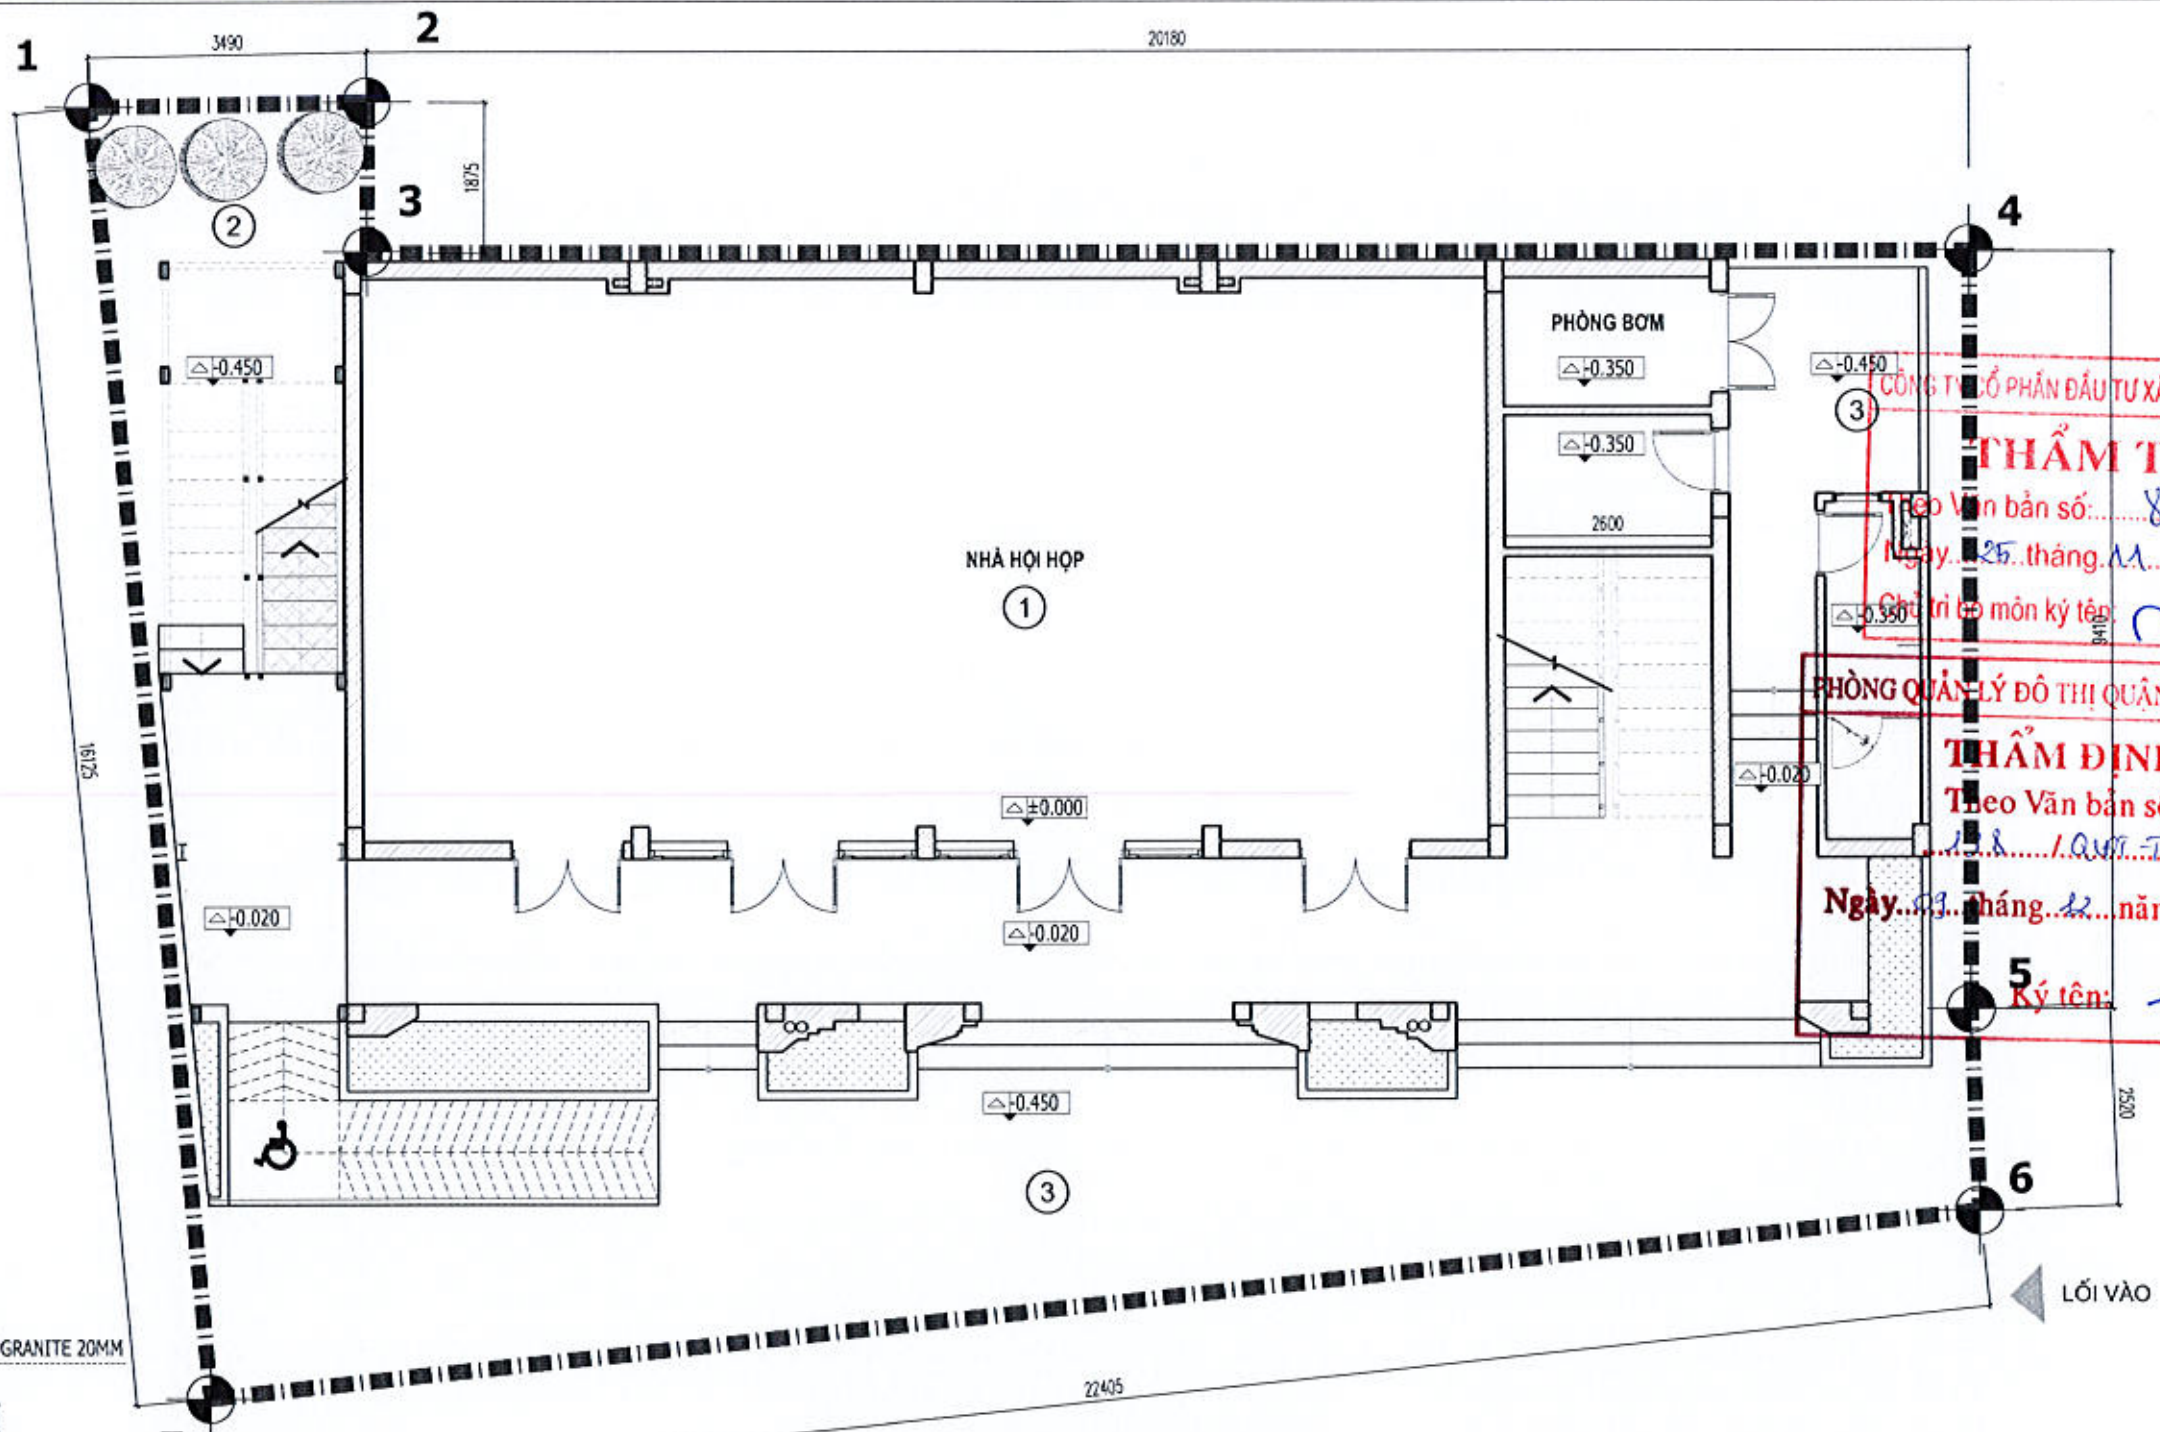 1
3490
2
20180
1875
3
4
2
PHÒNG BƠM
-0.450
-0.350
-0.450
CÔNG TY CỔ PHẦN ĐẦU TƯ
3
-0.350
THẨM
Theo Văn bản số:
2600
Ngày 25 tháng 11
NHÀ HỘI HỌP
1
Chủ trì bộ môn ký tên:
-0.350
9410
PHÒNG QUẢN LÝ ĐÔ THỊ QUẬN
16125
THẨM ĐỊNH
-0.020
±0.000
Theo Văn bản số
Ngày 09 tháng 12 năm
-0.020
-0.020
5
Ký tên:
-0.450
2520
3
6
LỐI VÀO
GRANITE 20MM
22405